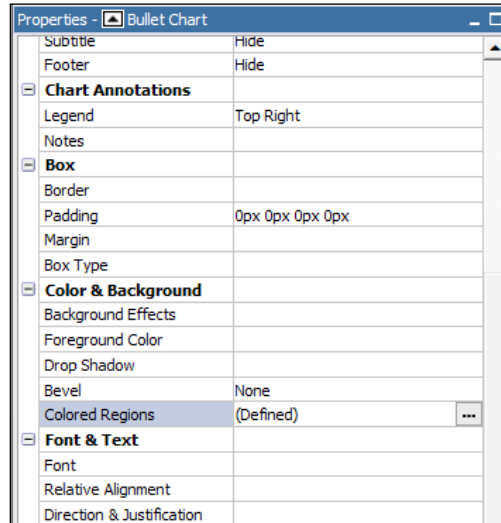 Properties - Bullet Chart
Subtitle Hide
Footer Hide
Chart Annotations
Legend Top Right
Notes
Box
Border
Padding 0px 0px 0px 0px
Margin
Box Type
Color & Background
Background Effects
Foreground Color
Drop Shadow
Bevel None
Colored Regions (Defined) ...
Font & Text
Font
Relative Alignment
Direction & Justification